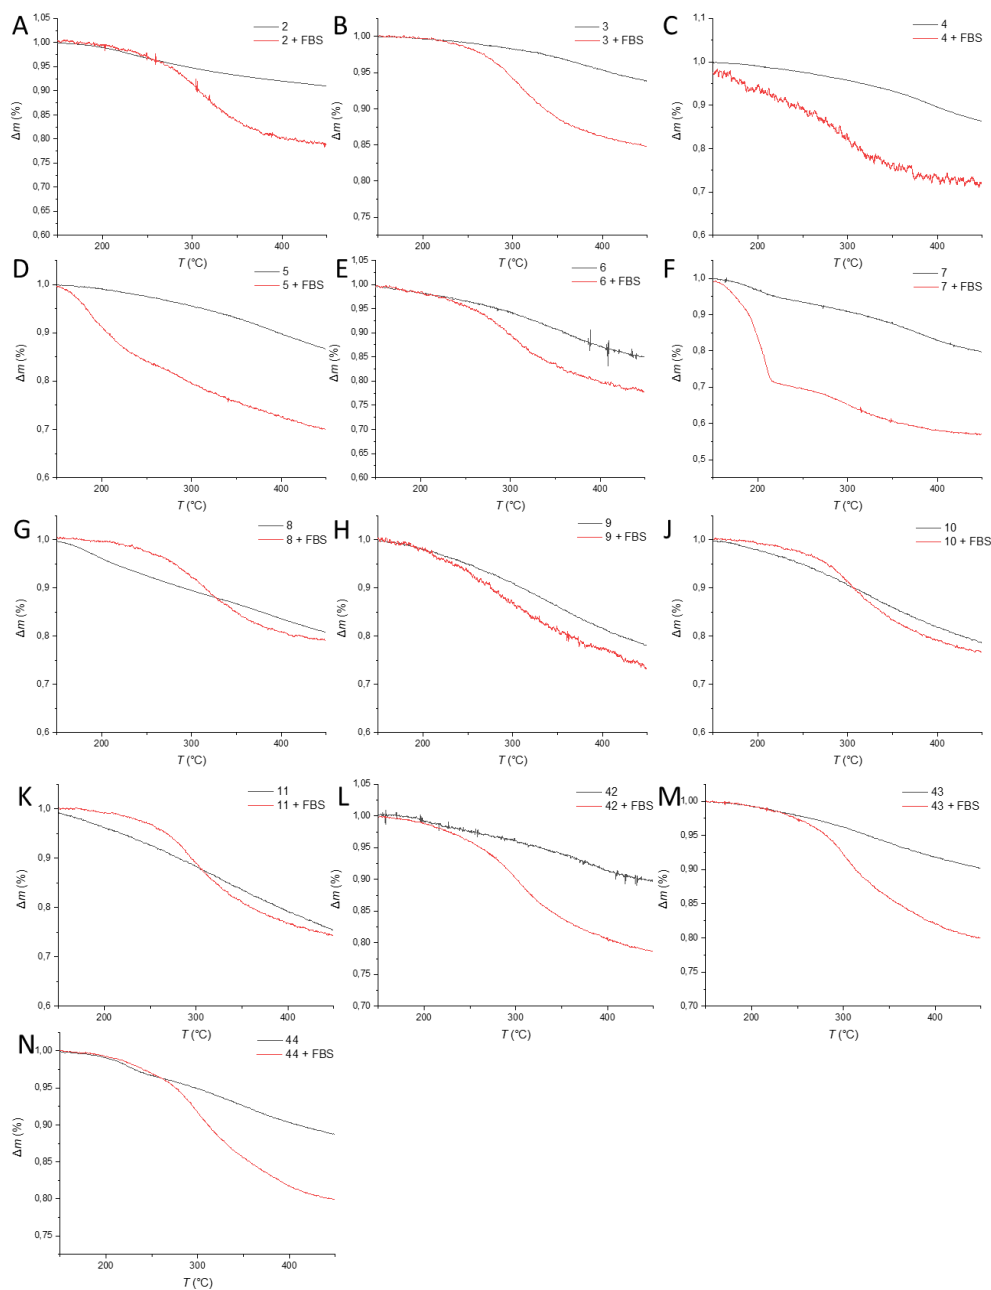 A
1,05
1,00
0,95
0,90
0,85
0,80
0,75
0,70
0,65
0,60
Δm (%)
200
300
400
T (°C)
2
2 + FBS
B
1,00
0,95
0,90
0,85
0,80
0,75
Δm (%)
200
300
400
T (°C)
3
3 + FBS
C
1,1
1,0
0,9
0,8
0,7
0,6
Δm (%)
200
300
400
T (°C)
4
4 + FBS
D
1,0
0,9
0,8
0,7
0,6
Δm (%)
200
300
400
T (°C)
5
5 + FBS
E
1,05
1,00
0,95
0,90
0,85
0,80
0,75
0,70
0,65
0,60
Δm (%)
200
300
400
T (°C)
6
6 + FBS
F
1,0
0,9
0,8
0,7
0,6
0,5
Δm (%)
200
300
400
T (°C)
7
7 + FBS
G
1,0
0,9
0,8
0,7
0,6
Δm (%)
200
300
400
T (°C)
8
8 + FBS
H
1,0
0,9
0,8
0,7
0,6
Δm (%)
200
300
400
T (°C)
9
9 + FBS
J
1,0
0,9
0,8
0,7
0,6
Δm (%)
200
300
400
T (°C)
10
10 + FBS
K
1,0
0,9
0,8
0,7
0,6
Δm (%)
200
300
400
T (°C)
11
11 + FBS
L
1,05
1,00
0,95
0,90
0,85
0,80
0,75
0,70
Δm (%)
200
300
400
T (°C)
42
42 + FBS
M
1,00
0,95
0,90
0,85
0,80
0,75
0,70
Δm (%)
200
300
400
T (°C)
43
43 + FBS
N
1,00
0,95
0,90
0,85
0,80
0,75
Δm (%)
200
300
400
T (°C)
44
44 + FBS